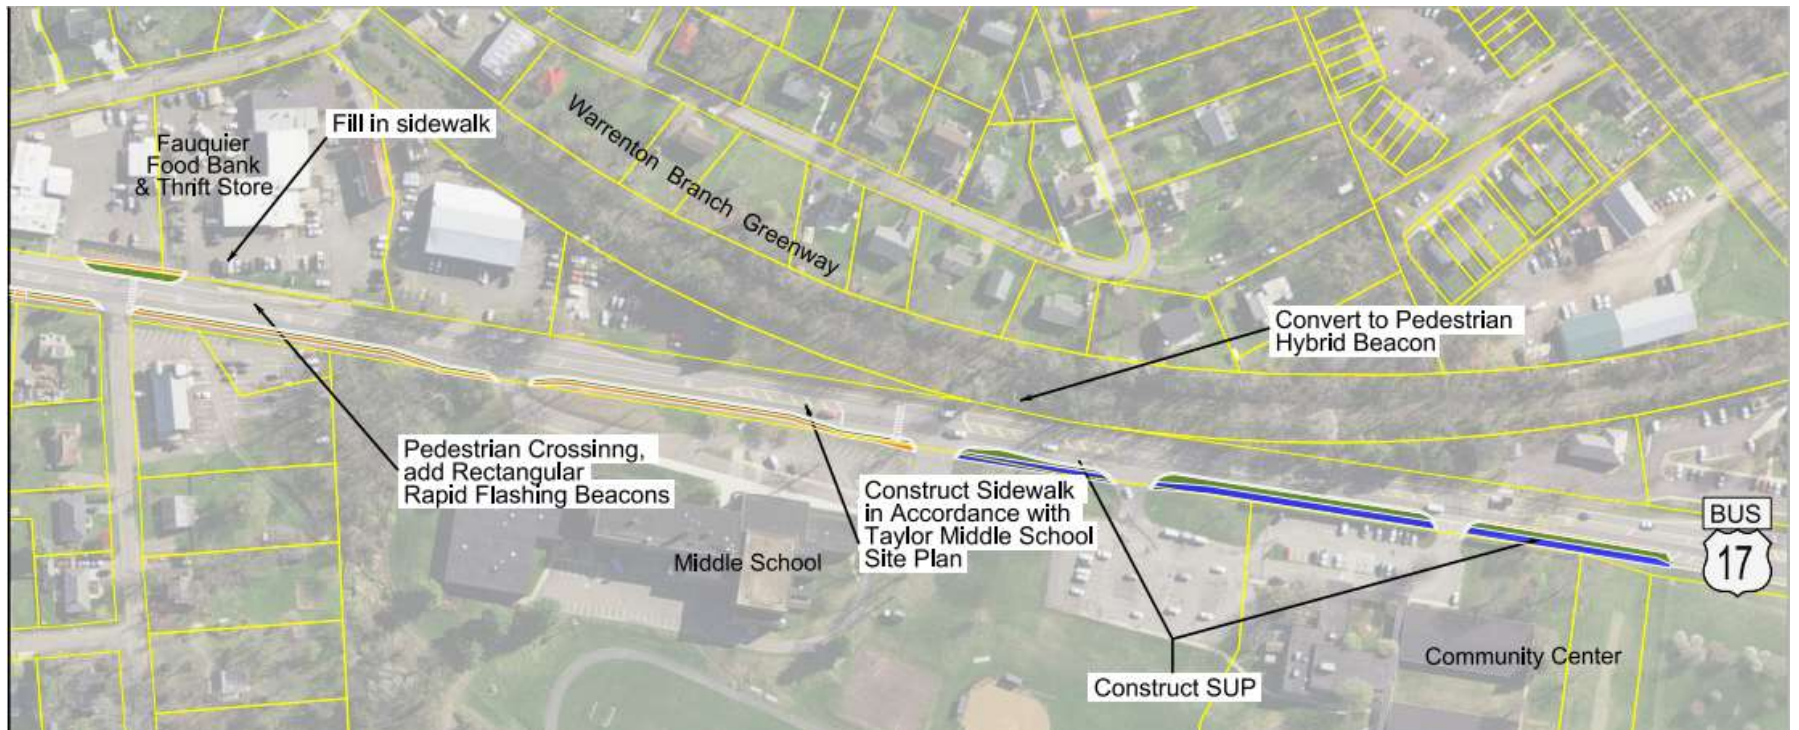 Fill in sidewalk
Fauquier
Food Bank
& Thrift Store
Warrenton Branch Greenway
Convert to Pedestrian
Hybrid Beacon
Pedestrian Crossinng,
add Rectangular
Rapid Flashing Beacons
Construct Sidewalk
in Accordance with
Taylor Middle School
Site Plan
Middle School
BUS
17
Community Center
Construct SUP